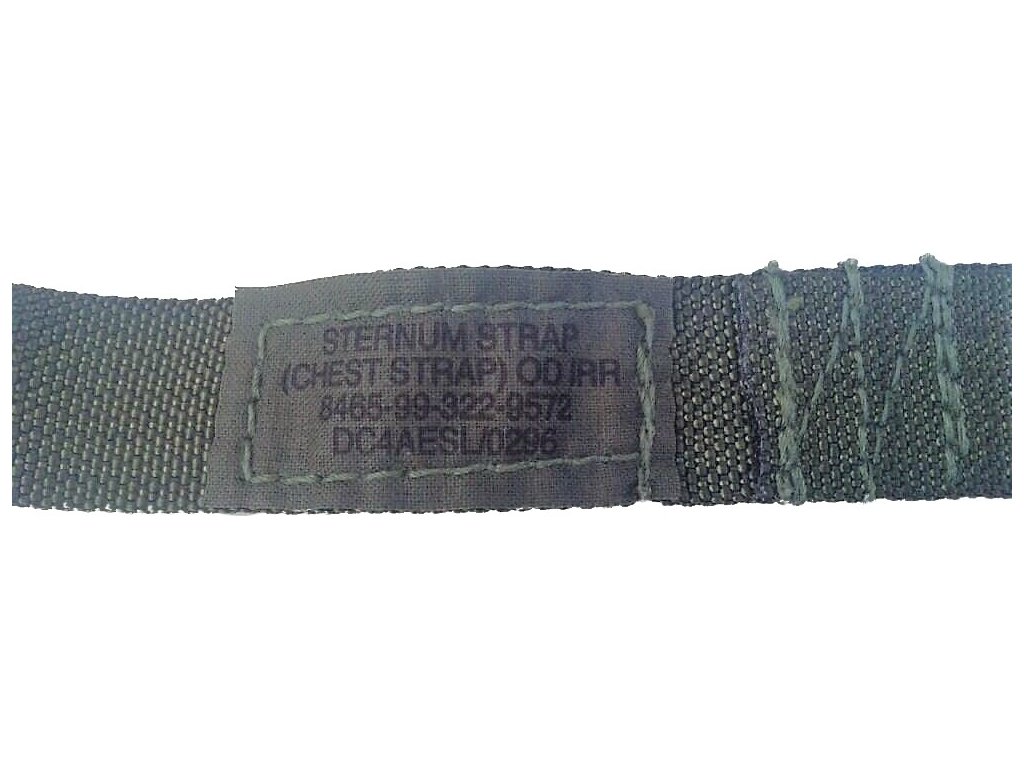 STERNUM STRAP
(CHEST STRAP) OD IRR
8465-99-322-9572
DC4AESL/0296